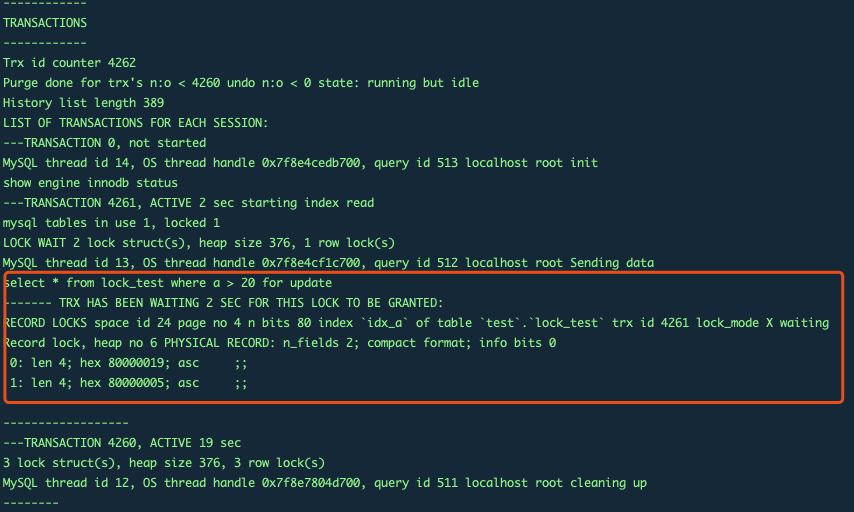 ------------
TRANSACTIONS
------------
Trx id counter 4262
Purge done for trx's n:o < 4260 undo n:o < 0 state: running but idle
History list length 389
LIST OF TRANSACTIONS FOR EACH SESSION:
---TRANSACTION 0, not started
MySQL thread id 14, OS thread handle 0x7f8e4cedb700, query id 513 localhost root init
show engine innodb status
---TRANSACTION 4261, ACTIVE 2 sec starting index read
mysql tables in use 1, locked 1
LOCK WAIT 2 lock struct(s), heap size 376, 1 row lock(s)
MySQL thread id 13, OS thread handle 0x7f8e4cf1c700, query id 512 localhost root Sending data
select * from lock_test where a > 20 for update
------- TRX HAS BEEN WAITING 2 SEC FOR THIS LOCK TO BE GRANTED:
RECORD LOCKS space id 24 page no 4 n bits 80 index `idx_a` of table `test`.`lock_test` trx id 4261 lock_mode X waiting
Record lock, heap no 6 PHYSICAL RECORD: n_fields 2; compact format; info bits 0
 0: len 4; hex 80000019; asc     ;;
 1: len 4; hex 80000005; asc     ;;
------------------
---TRANSACTION 4260, ACTIVE 19 sec
3 lock struct(s), heap size 376, 3 row lock(s)
MySQL thread id 12, OS thread handle 0x7f8e7804d700, query id 511 localhost root cleaning up
--------